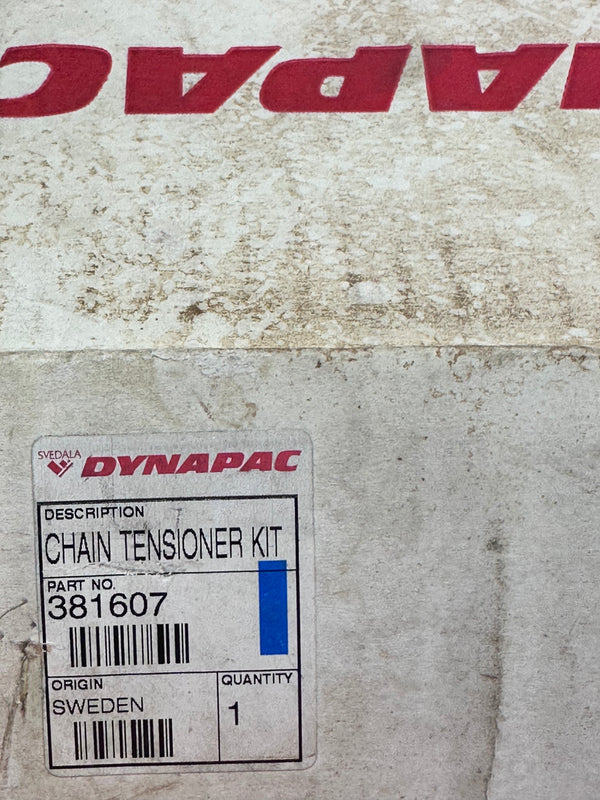 DYNAPAC
SVEDALA
DYNAPAC
DESCRIPTION
CHAIN TENSIONER KIT
PART NO.
381607
ORIGIN
SWEDEN
QUANTITY
1